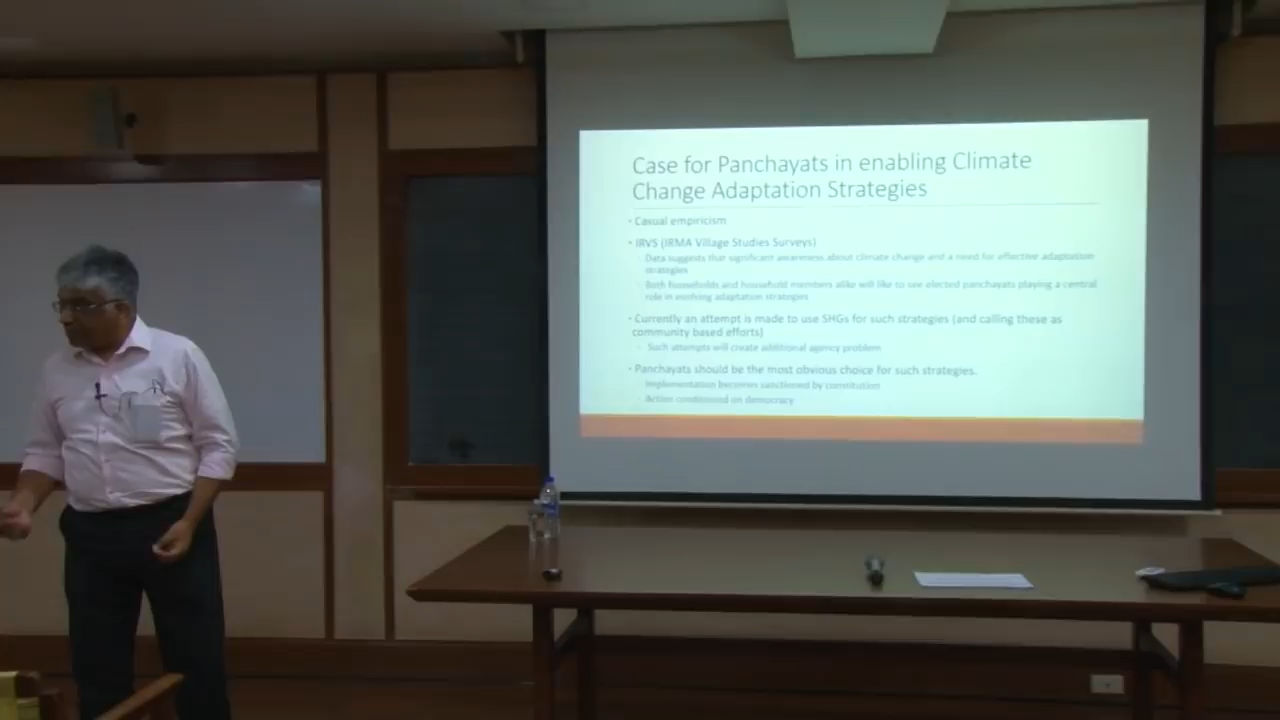 Case for Panchayats in enabling Climate
Change Adaptation Strategies
• Casual empiricism
• IRVS (IRMA Village Studies Surveys)
Data suggests that significant awareness about climate change and a need for effective adaptation
strategies
Both households and household members alike will like to see elected panchayats playing a central
role in evolving adaptation strategies
• Currently an attempt is made to use SHGs for such strategies (and calling these as
community based efforts)
Such attempts will create additional agency problem
• Panchayats should be the most obvious choice for such strategies.
Implementation becomes sanctioned by constitution
Action conditioned on democracy